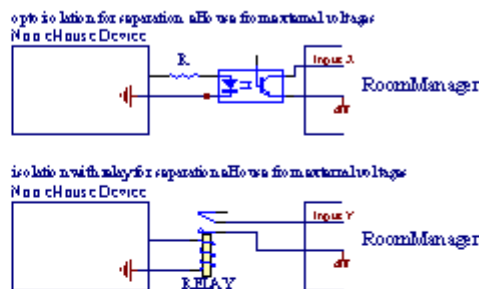 opto isolation for separation eHouse from external voltages
Non eHouse Device
R
Input X
RoomManager
isolation with relay for separation eHouse from external voltages
Non eHouse Device
Input Y
RoomManager
RELAY